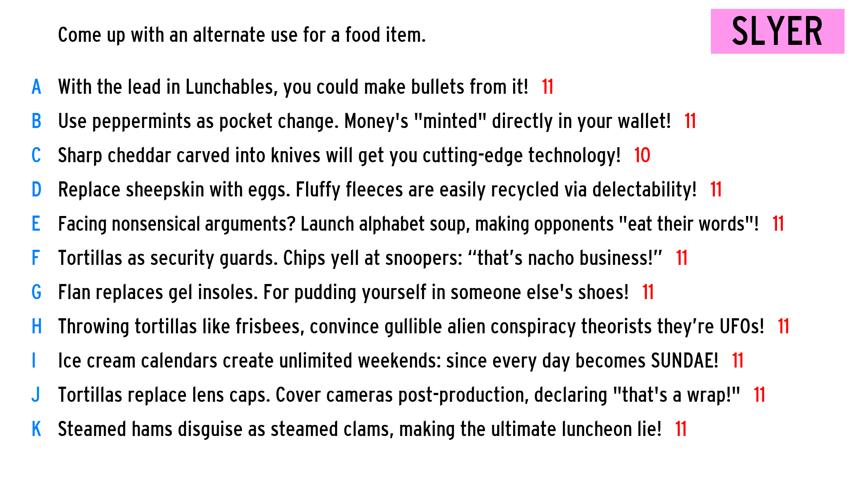 Come up with an alternate use for a food item.
SLYER
A With the lead in Lunchables, you could make bullets from it! 11
B Use peppermints as pocket change. Money's "minted" directly in your wallet! 11
C Sharp cheddar carved into knives will get you cutting-edge technology! 10
D Replace sheepskin with eggs. Fluffy fleeces are easily recycled via delectability! 11
E Facing nonsensical arguments? Launch alphabet soup, making opponents "eat their words"! 11
F Tortillas as security guards. Chips yell at snoopers: “that’s nacho business!” 11
G Flan replaces gel insoles. For pudding yourself in someone else's shoes! 11
H Throwing tortillas like frisbees, convince gullible alien conspiracy theorists they’re UFOs! 11
I Ice cream calendars create unlimited weekends: since every day becomes SUNDAE! 11
J Tortillas replace lens caps. Cover cameras post-production, declaring "that's a wrap!" 11
K Steamed hams disguise as steamed clams, making the ultimate luncheon lie! 11